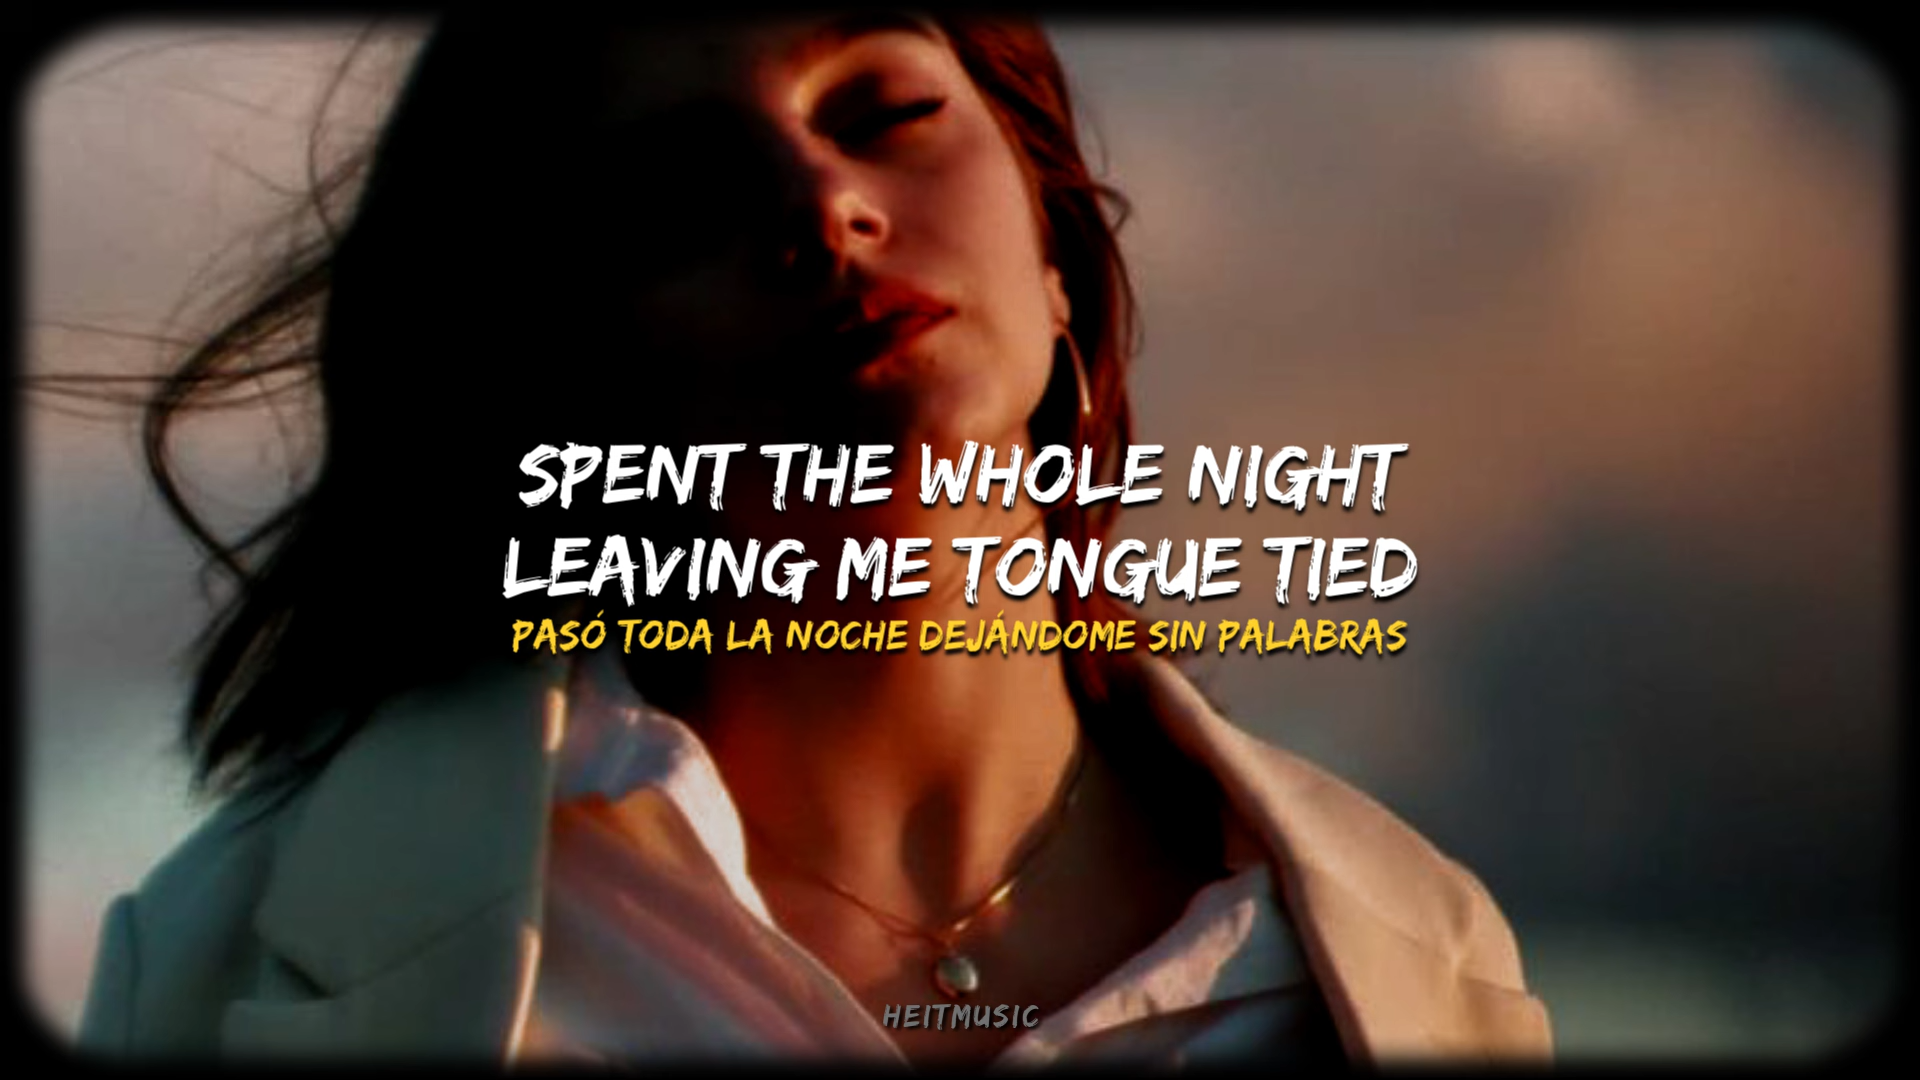 SPENT THE WHOLE NIGHT
LEAVING ME TONGUE TIED
PASÓ TODA LA NOCHE DEJÁNDOME SIN PALABRAS
HEITMUSIC